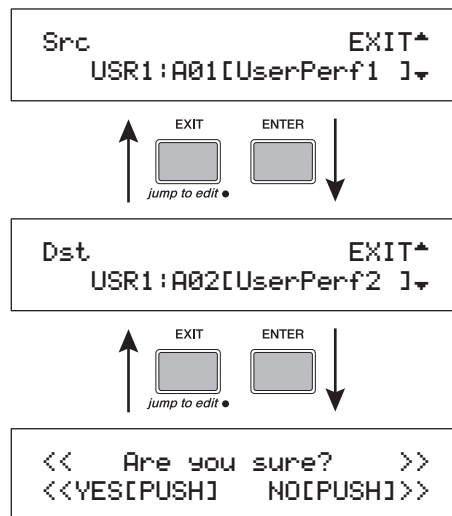 Src EXIT
USR1:A01[UserPerf1 ]
EXIT ENTER
jump to edit
Dst EXIT
USR1:A02[UserPerf2 ]
EXIT ENTER
jump to edit
<< Are you sure? >>
<<YES[PUSH] NO[PUSH]>>